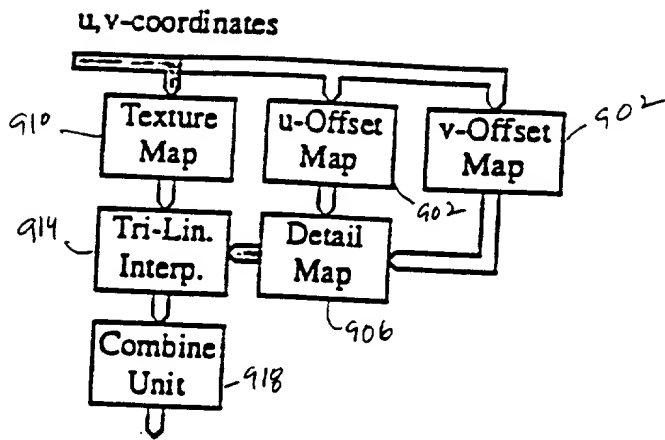 u,v-coordinates
910
Texture
Map
u-Offset
Map
902
v-Offset
Map
902
914
Tri-Lin.
Interp.
Detail
Map
906
Combine
Unit
918